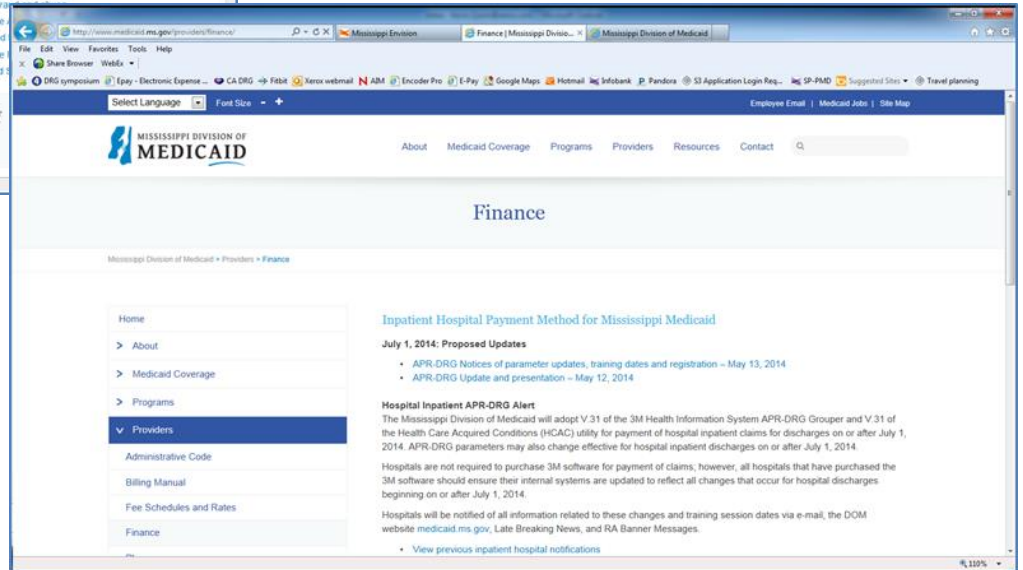 http://www.medicaid.ms.gov/providers/finance/
Mississippi Envision
Finance | Mississippi Divisio...
Mississippi Division of Medicaid
File Edit View Favorites Tools Help
x Share Browser WebEx
DRG symposium Epay - Electronic Expense ... CA DRG Fitbit Xerox webmail AIM Encoder Pro E-Pay Google Maps Hotmail Infobank Pandora S3 Application Login Req... SP-PMD Suggested Sites Travel planning
Select Language Font Size - + Employee Email | Medicaid Jobs | Site Map
MISSISSIPPI DIVISION OF
MEDICAID
About Medicaid Coverage Programs Providers Resources Contact
Finance
Mississippi Division of Medicaid » Providers » Finance
Home
> About
> Medicaid Coverage
> Programs
v Providers
Administrative Code
Billing Manual
Fee Schedules and Rates
Finance
Inpatient Hospital Payment Method for Mississippi Medicaid
July 1, 2014: Proposed Updates
• APR-DRG Notices of parameter updates, training dates and registration – May 13, 2014
• APR-DRG Update and presentation – May 12, 2014
Hospital Inpatient APR-DRG Alert
The Mississippi Division of Medicaid will adopt V.31 of the 3M Health Information System APR-DRG Grouper and V.31 of
the Health Care Acquired Conditions (HCAC) utility for payment of hospital inpatient claims for discharges on or after July 1,
2014. APR-DRG parameters may also change effective for hospital inpatient discharges on or after July 1, 2014.
Hospitals are not required to purchase 3M software for payment of claims; however, all hospitals that have purchased the
3M software should ensure their internal systems are updated to reflect all changes that occur for hospital discharges
beginning on or after July 1, 2014.
Hospitals will be notified of all information related to these changes and training session dates via e-mail, the DOM
website medicaid.ms.gov, Late Breaking News, and RA Banner Messages.
• View previous inpatient hospital notifications
110%